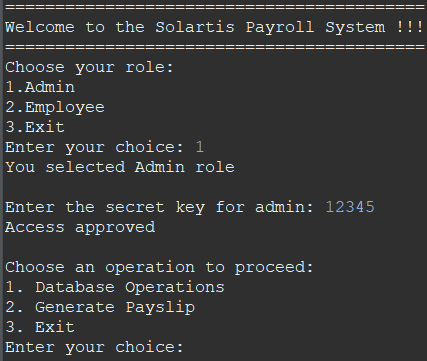 ==========================================
Welcome to the Solartis Payroll System !!!
==========================================
Choose your role:
1.Admin
2.Employee
3.Exit
Enter your choice: 1
You selected Admin role
Enter the secret key for admin: 12345
Access approved
Choose an operation to proceed:
1. Database Operations
2. Generate Payslip
3. Exit
Enter your choice: